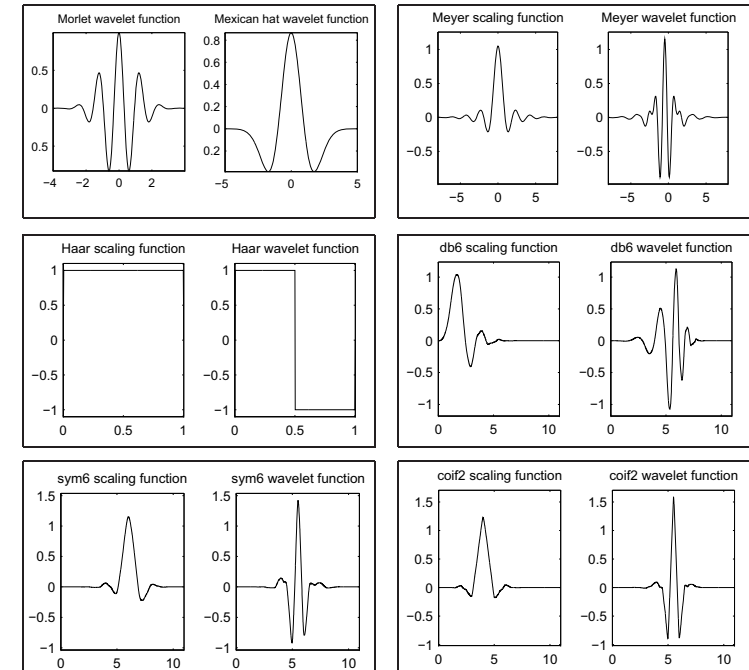 Morlet wavelet function
0.5
0
0.5
−4 −2 0 2
Mexican hat wavelet function
0.8
0.6
0.4
0.2
0
0.2
−5 0 5
Meyer scaling function
1
0.5
0
−0.5
−5 0 5
Meyer wavelet function
1
0.5
0
−0.5
−5 0 5
Haar scaling function
1
0.5
0
−0.5
−1
0 0.5 1
Haar wavelet function
1
0.5
0
−0.5
−1
0 0.5 1
db6 scaling function
1
0.5
0
−0.5
−1
0 5 10
db6 wavelet function
1
0.5
0
−0.5
−1
0 5 10
sym6 scaling function
1.5
1
0.5
0
−0.5
−1
0 5 10
sym6 wavelet function
1.5
1
0.5
0
−0.5
−1
0 5 10
coif2 scaling function
1.5
1
0.5
0
−0.5
−1
0 5 10
coif2 wavelet function
1.5
1
0.5
0
−0.5
−1
0 5 10